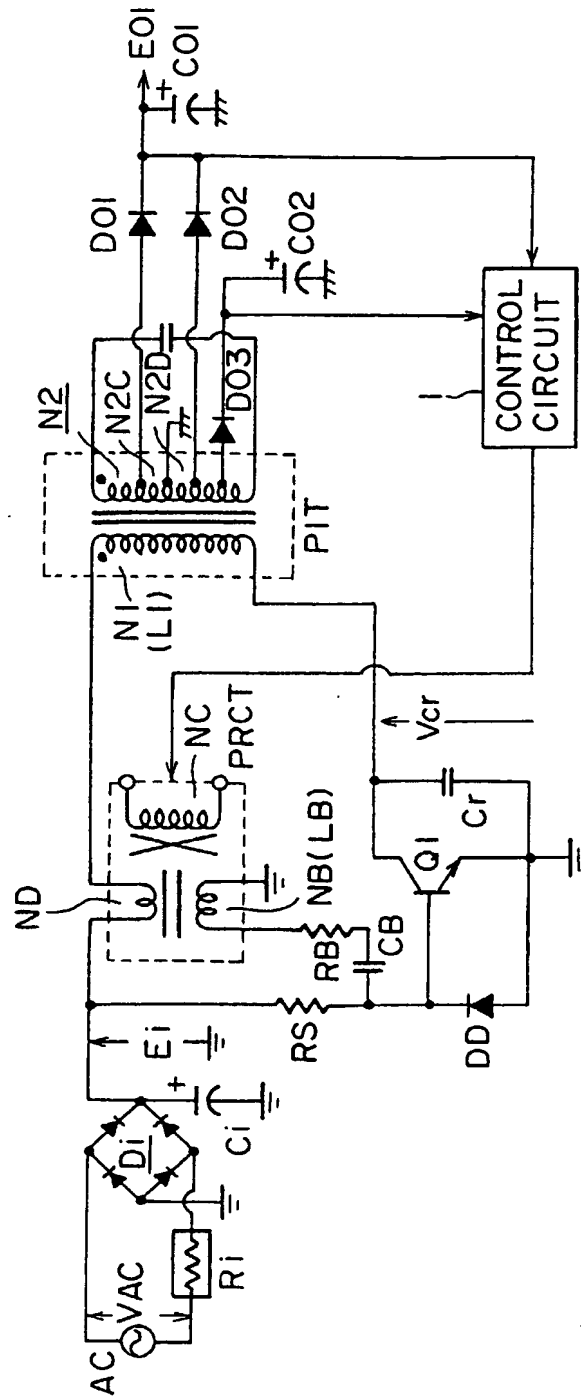 AC
VAC
Ri
Di
Ci
+
Ei
ND
NC
PRCT
NB(LB)
RS
RB
CB
DD
Q1
Cr
Vcr
N1
(L1)
PIT
N2
N2C
N2D
DO1
DO2
DO3
+
CO2
+
CO1
EO1
CONTROL
CIRCUIT